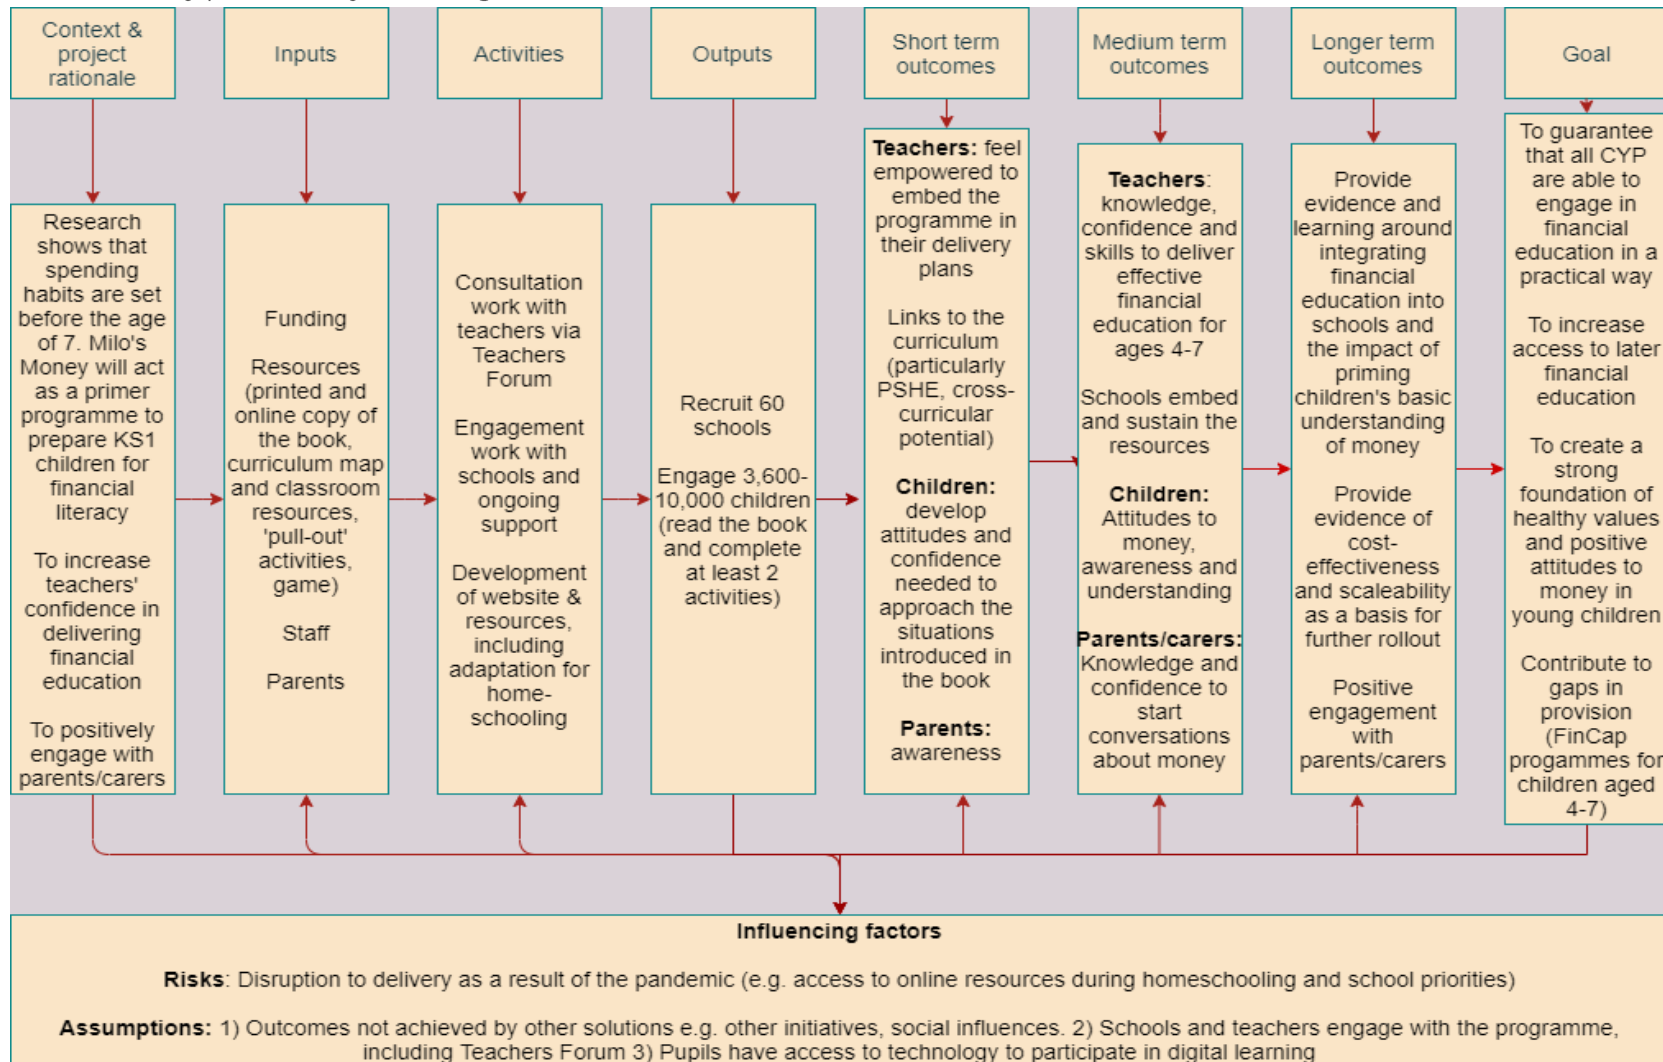 Context &
project
rationale
Inputs
Activities
Outputs
Short term
outcomes
Medium term
outcomes
Longer term
outcomes
Goal
Research
shows that
spending
habits are set
before the age
of 7. Milo's
Money will act
as a primer
programme to
prepare KS1
children for
financial
literacy
To increase
teachers'
confidence in
delivering
financial
education
To positively
engage with
parents/carers
Funding
Resources
(printed and
online copy of
the book,
curriculum map
and classroom
resources,
'pull-out'
activities,
game)
Staff
Parents
Consultation
work with
teachers via
Teachers
Forum
Engagement
work with
schools and
ongoing
support
Development
of website &
resources,
including
adaptation for
home-
schooling
Recruit 60
schools
Engage 3,600-
10,000 children
(read the book
and complete
at least 2
activities)
Teachers: feel
empowered to
embed the
programme in
their delivery
plans
Links to the
curriculum
(particularly
PSHE, cross-
curricular
potential)
Children:
develop
attitudes and
confidence
needed to
approach the
situations
introduced in
the book
Parents:
awareness
Teachers:
knowledge,
confidence and
skills to deliver
effective
financial
education for
ages 4-7
Schools embed
and sustain the
resources
Children:
Attitudes to
money,
awareness and
understanding
Parents/carers:
Knowledge and
confidence to
start
conversations
about money
Provide
evidence and
learning around
integrating
financial
education into
schools and
the impact of
priming
children's basic
understanding
of money
Provide
evidence of
cost-
effectiveness
and scaleability
as a basis for
further rollout
Positive
engagement
with
parents/carers
To guarantee
that all CYP
are able to
engage in
financial
education in a
practical way
To increase
access to later
financial
education
To create a
strong
foundation of
healthy values
and positive
attitudes to
money in
young children
Contribute to
gaps in
provision
(FinCap
progammes for
children aged
4-7)
Influencing factors
Risks: Disruption to delivery as a result of the pandemic (e.g. access to online resources during homeschooling and school priorities)
Assumptions: 1) Outcomes not achieved by other solutions e.g. other initiatives, social influences. 2) Schools and teachers engage with the programme,
including Teachers Forum 3) Pupils have access to technology to participate in digital learning